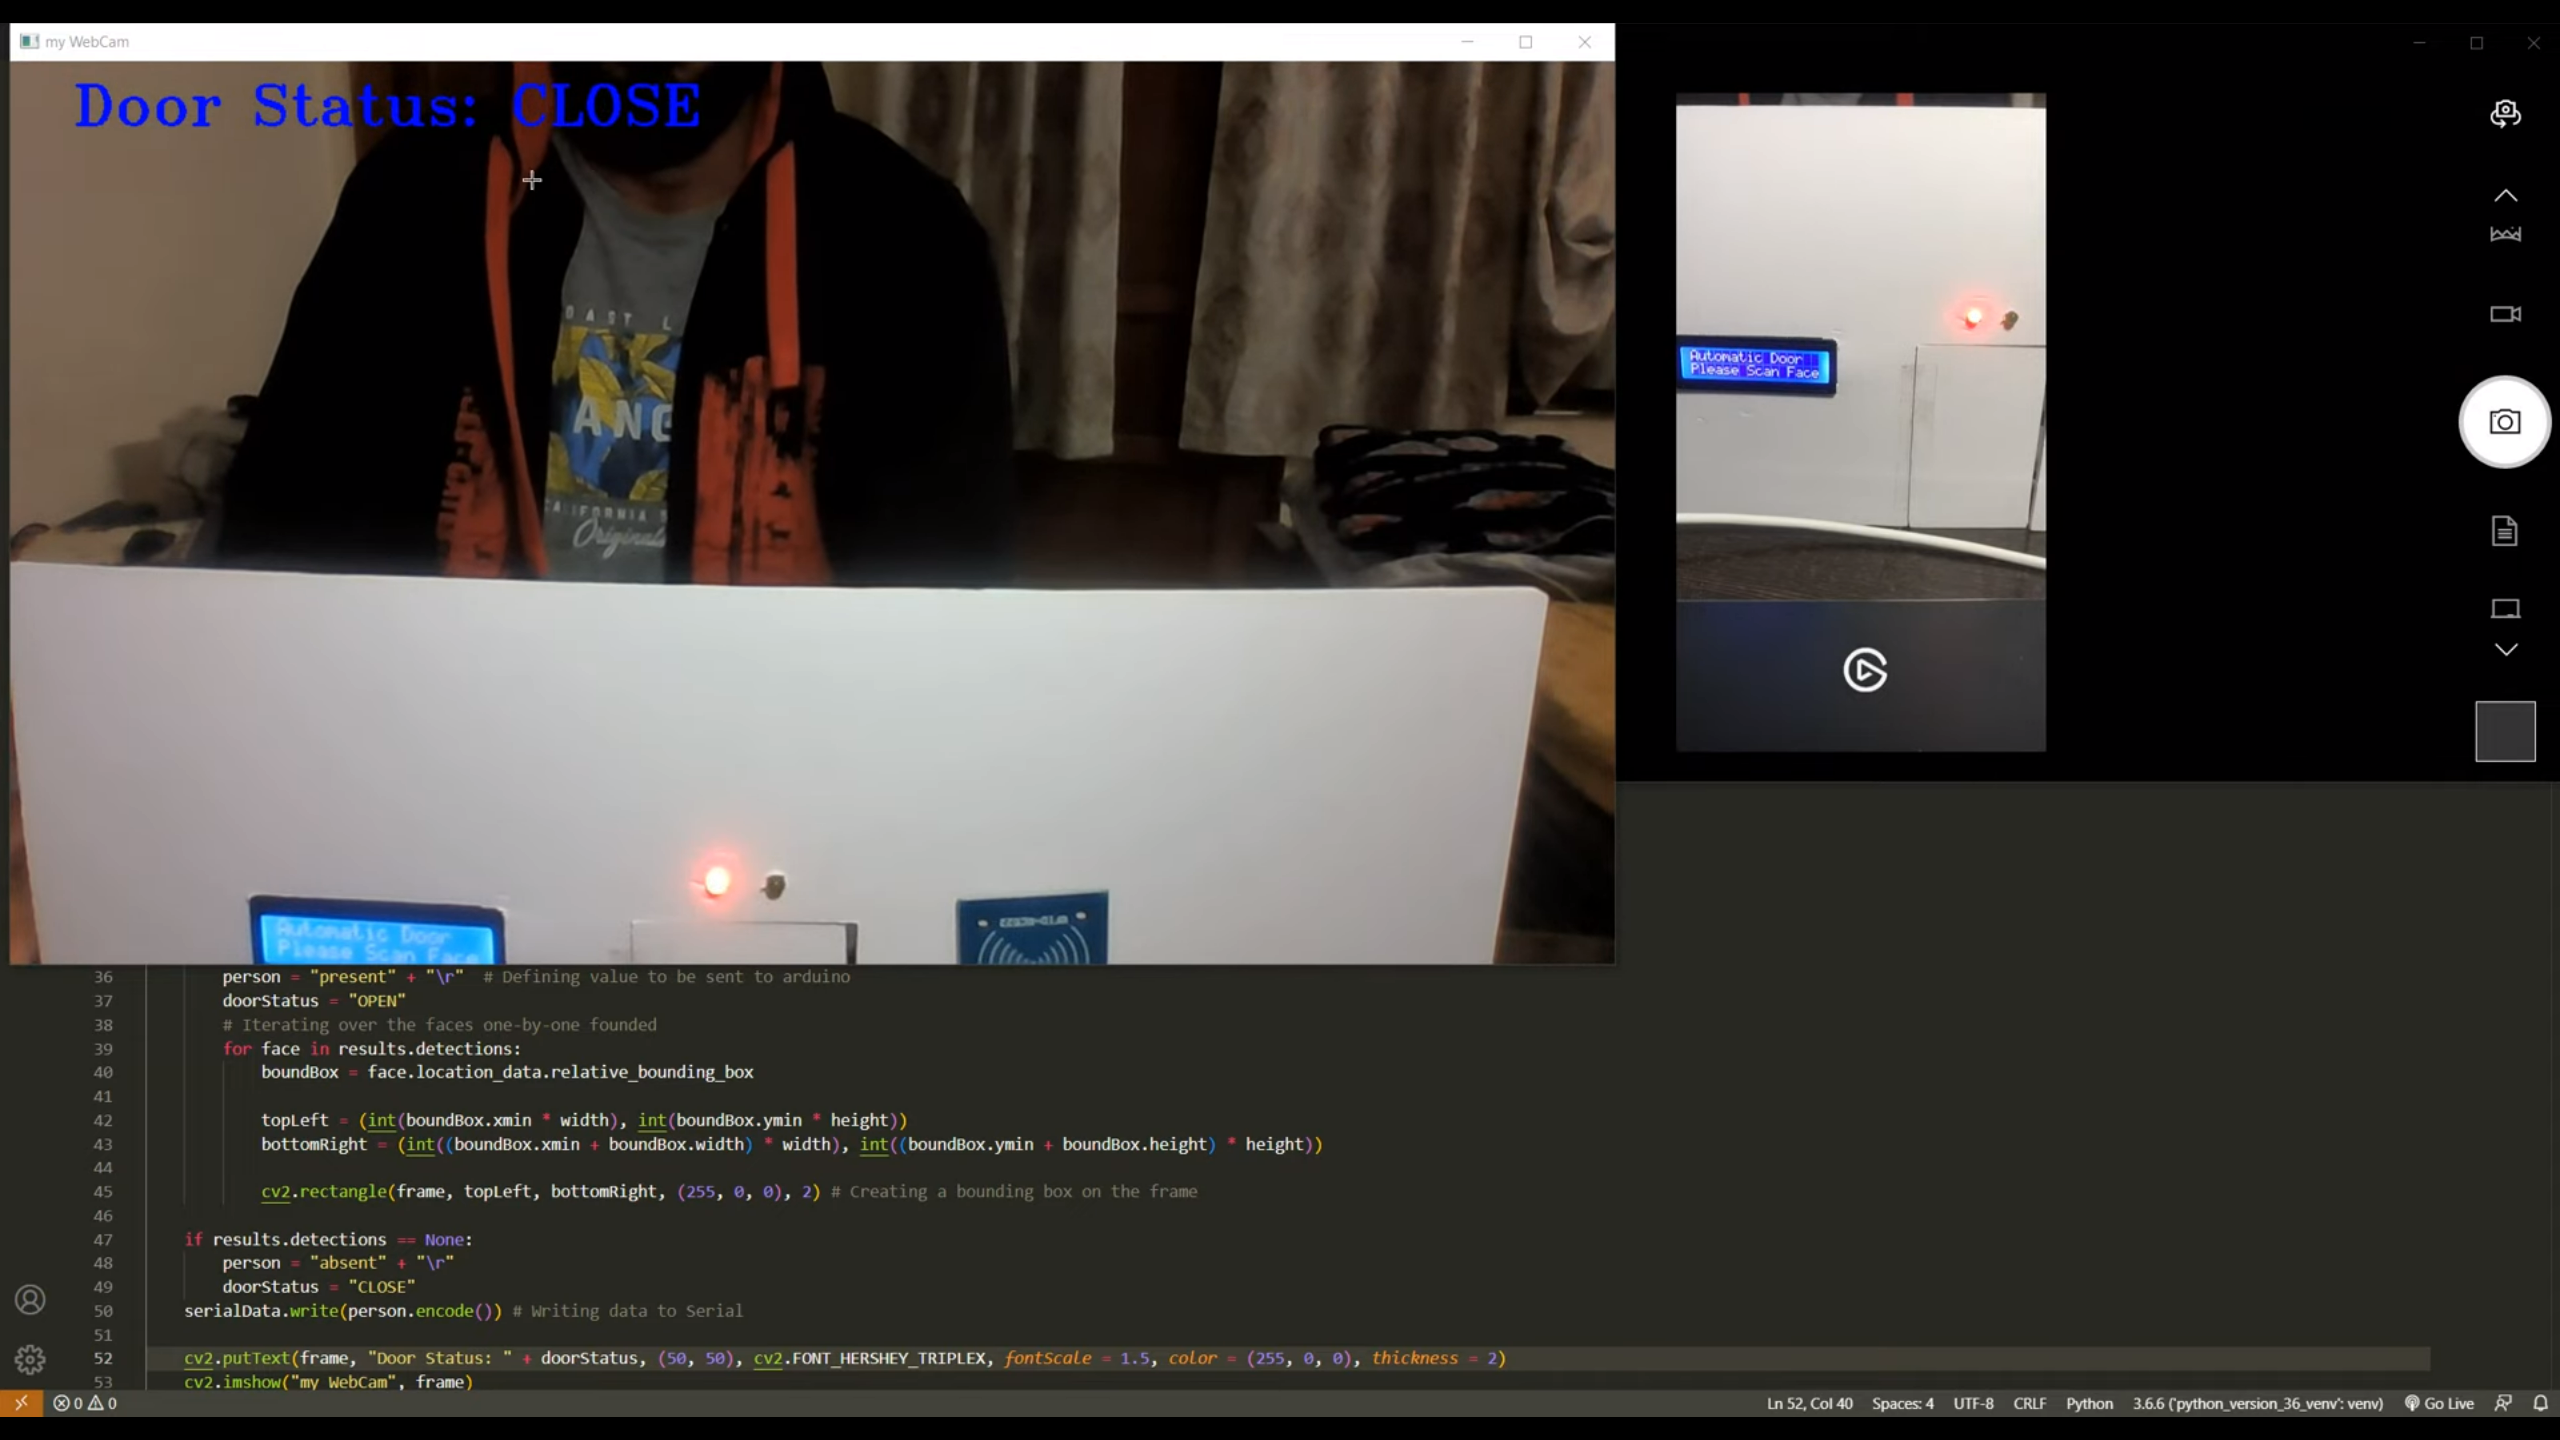 my WebCam
Door Status: CLOSE
OAST L
ANG
CALIFORNIA S
Originals
Automatic Door
Please Scan Face
Automatic Door
Please Scan Face
36 person = "present" + "\r" # Defining value to be sent to arduino
37 doorStatus = "OPEN"
38 # Iterating over the faces one-by-one founded
39 for face in results.detections:
40 boundBox = face.location_data.relative_bounding_box
41
42 topLeft = (int(boundBox.xmin * width), int(boundBox.ymin * height))
43 bottomRight = (int((boundBox.xmin + boundBox.width) * width), int((boundBox.ymin + boundBox.height) * height))
44
45 cv2.rectangle(frame, topLeft, bottomRight, (255, 0, 0), 2) # Creating a bounding box on the frame
46
47 if results.detections == None:
48 person = "absent" + "\r"
49 doorStatus = "CLOSE"
50 serialData.write(person.encode()) # Writing data to Serial
51
52 cv2.putText(frame, "Door Status: " + doorStatus, (50, 50), cv2.FONT_HERSHEY_TRIPLEX, fontScale = 1.5, color = (255, 0, 0), thickness = 2)
53 cv2.imshow("my WebCam", frame)
0 0 Ln 52, Col 40 Spaces: 4 UTF-8 CRLF Python 3.6.6 ('python_version_36_venv': venv) Go Live